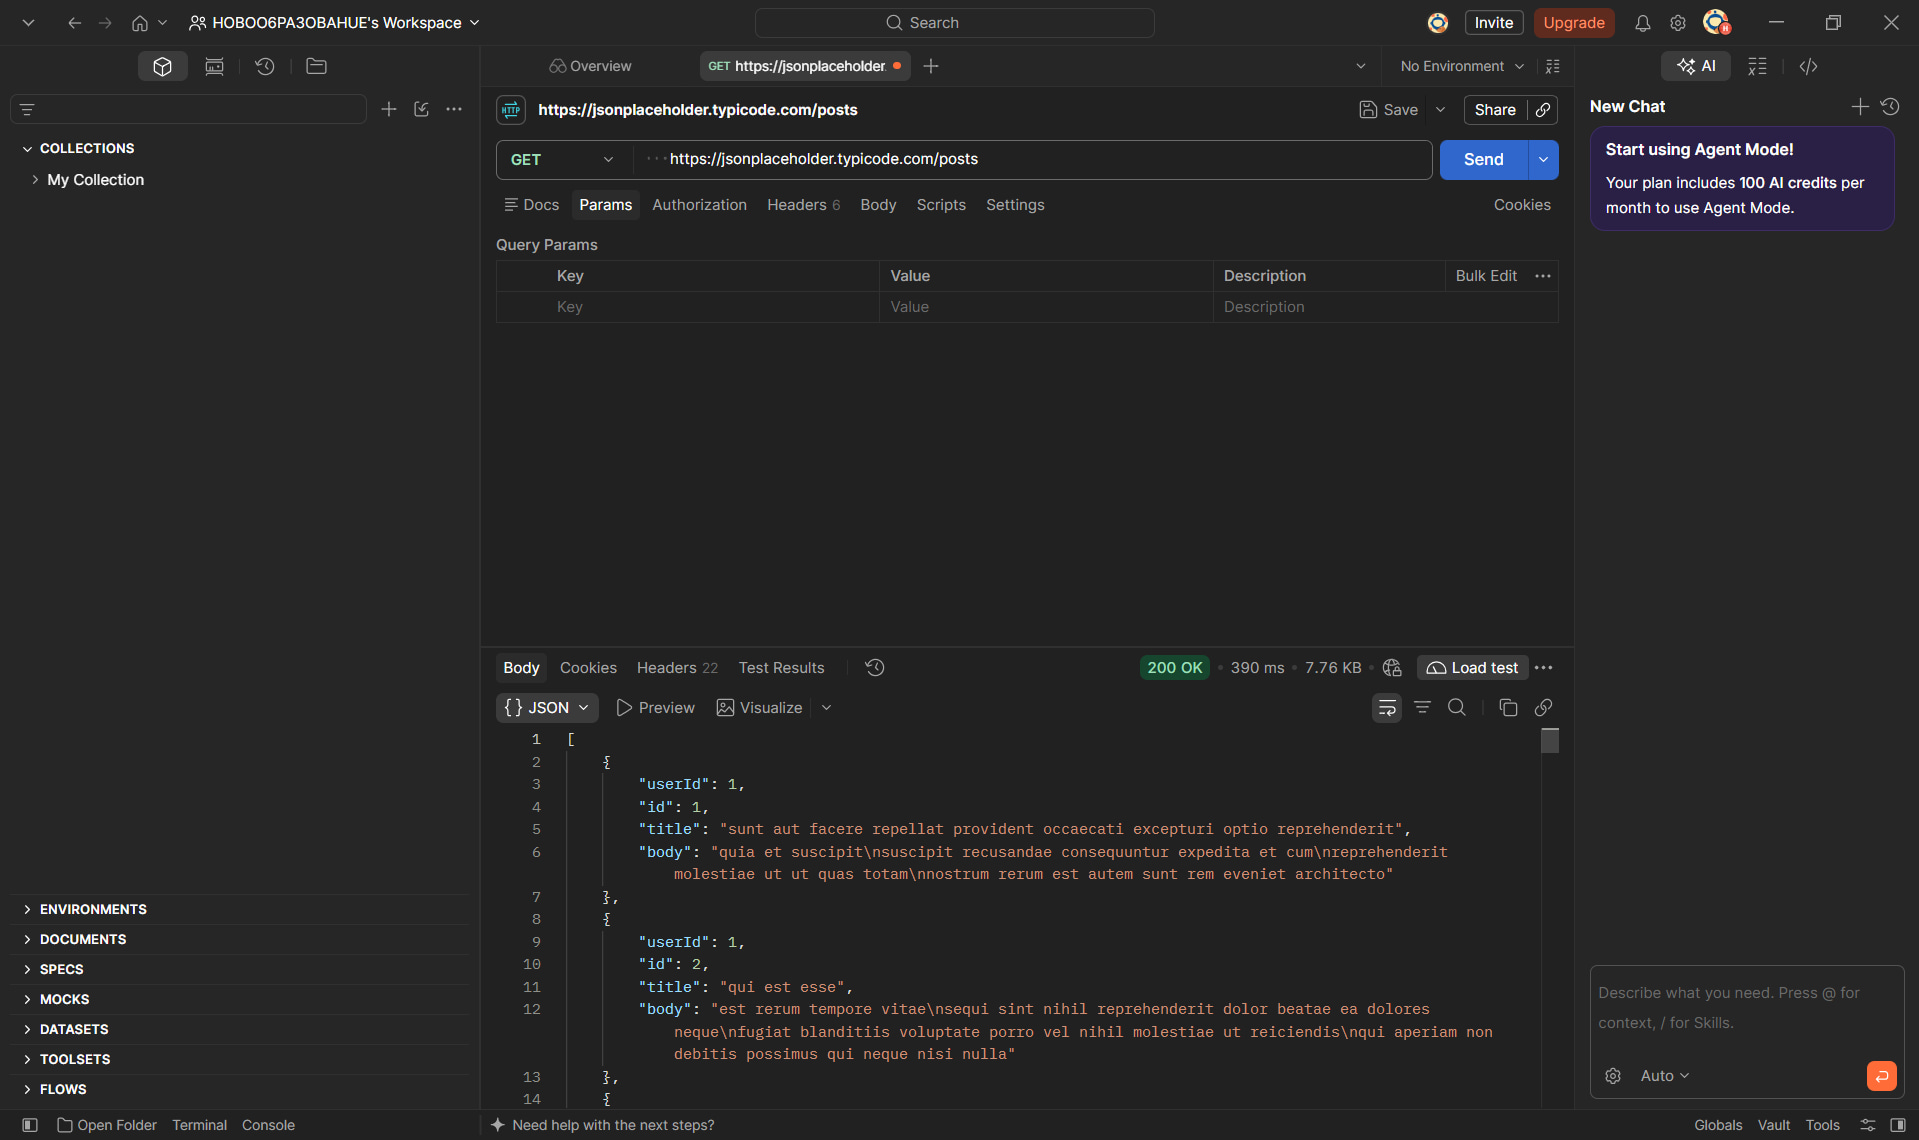 HOBOO6PA3OBAHUE's Workspace
Search
Invite
Upgrade
Overview
GET https://jsonplaceholder.
No Environment
AI
HTTP
https://jsonplaceholder.typicode.com/posts
Save
Share
New Chat
COLLECTIONS
My Collection
GET
https://jsonplaceholder.typicode.com/posts
Send
Start using Agent Mode!
Your plan includes 100 AI credits per
month to use Agent Mode.
Docs
Params
Authorization
Headers 6
Body
Scripts
Settings
Cookies
Query Params
Key
Value
Description
Bulk Edit
Key
Value
Description
Body
Cookies
Headers 22
Test Results
200 OK
390 ms
7.76 KB
Load test
{} JSON
Preview
Visualize
1 [
2 {
3 "userId": 1,
4 "id": 1,
5 "title": "sunt aut facere repellat provident occaecati excepturi optio reprehenderit",
6 "body": "quia et suscipit\nsuscipit recusandae consequuntur expedita et cum\nreprehenderit
molestiae ut ut quas totam\nnostrum rerum est autem sunt rem eveniet architecto"
7 },
8 {
9 "userId": 1,
10 "id": 2,
11 "title": "qui est esse",
12 "body": "est rerum tempore vitae\nsequi sint nihil reprehenderit dolor beatae ea dolores
neque\nfugiat blanditiis voluptate porro vel nihil molestiae ut reiciendis\nqui aperiam non
debitis possimus qui neque nisi nulla"
13 },
14 {
ENVIRONMENTS
DOCUMENTS
SPECS
MOCKS
DATASETS
TOOLSETS
FLOWS
Describe what you need. Press @ for
context, / for Skills.
Auto
Open Folder
Terminal
Console
Need help with the next steps?
Globals
Vault
Tools